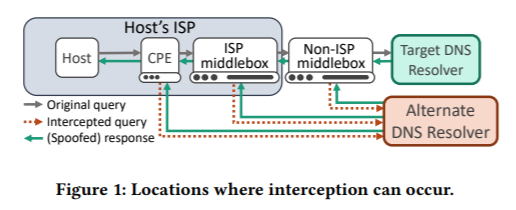 Host's ISP
Host
CPE
ISP
middlebox
Non-ISP
middlebox
Target DNS
Resolver
Original query
Intercepted query
(Spoofed) response
Alternate
DNS Resolver
Figure 1: Locations where interception can occur.